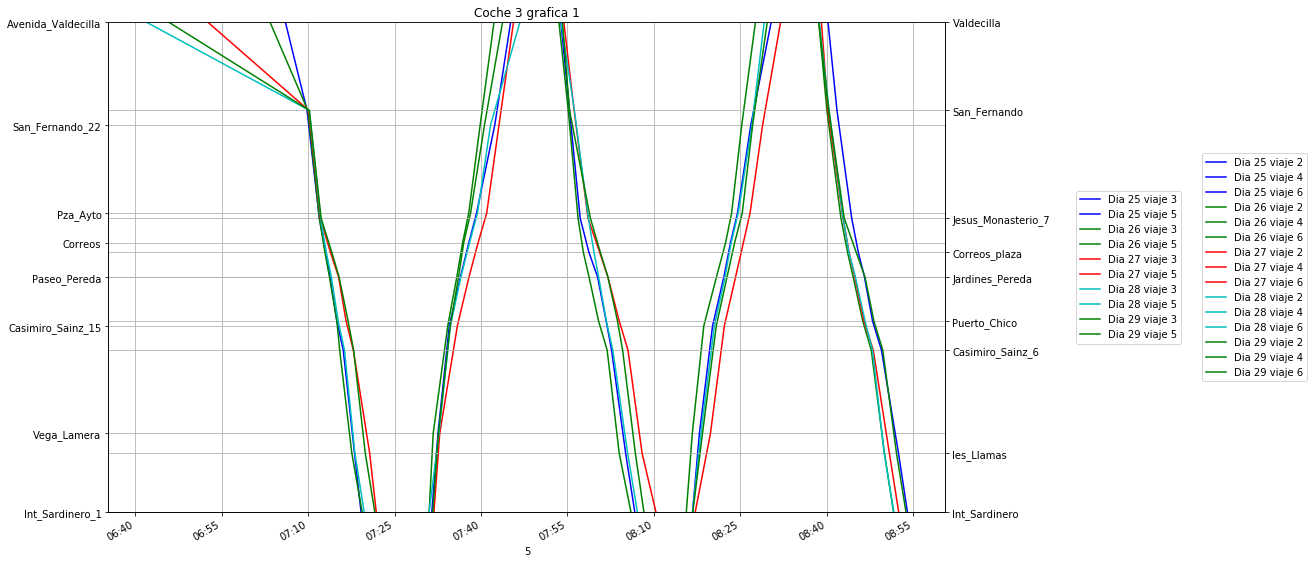 Coche 3 grafica 1
Avenida_Valdecilla
San_Fernando_22
Pza_Ayto
Correos
Paseo_Pereda
Casimiro_Sainz_15
Vega_Lamera
Int_Sardinero_1
Valdecilla
San_Fernando
Jesus_Monasterio_7
Correos_plaza
Jardines_Pereda
Puerto_Chico
Casimiro_Sainz_6
Ies_Llamas
Int_Sardinero
06:40
06:55
07:10
07:25
07:40
07:55
08:10
08:25
08:40
08:55
5
Dia 25 viaje 3
Dia 25 viaje 5
Dia 26 viaje 3
Dia 26 viaje 5
Dia 27 viaje 3
Dia 27 viaje 5
Dia 28 viaje 3
Dia 28 viaje 5
Dia 29 viaje 3
Dia 29 viaje 5
Dia 25 viaje 2
Dia 25 viaje 4
Dia 25 viaje 6
Dia 26 viaje 2
Dia 26 viaje 4
Dia 26 viaje 6
Dia 27 viaje 2
Dia 27 viaje 4
Dia 27 viaje 6
Dia 28 viaje 2
Dia 28 viaje 4
Dia 28 viaje 6
Dia 29 viaje 2
Dia 29 viaje 4
Dia 29 viaje 6